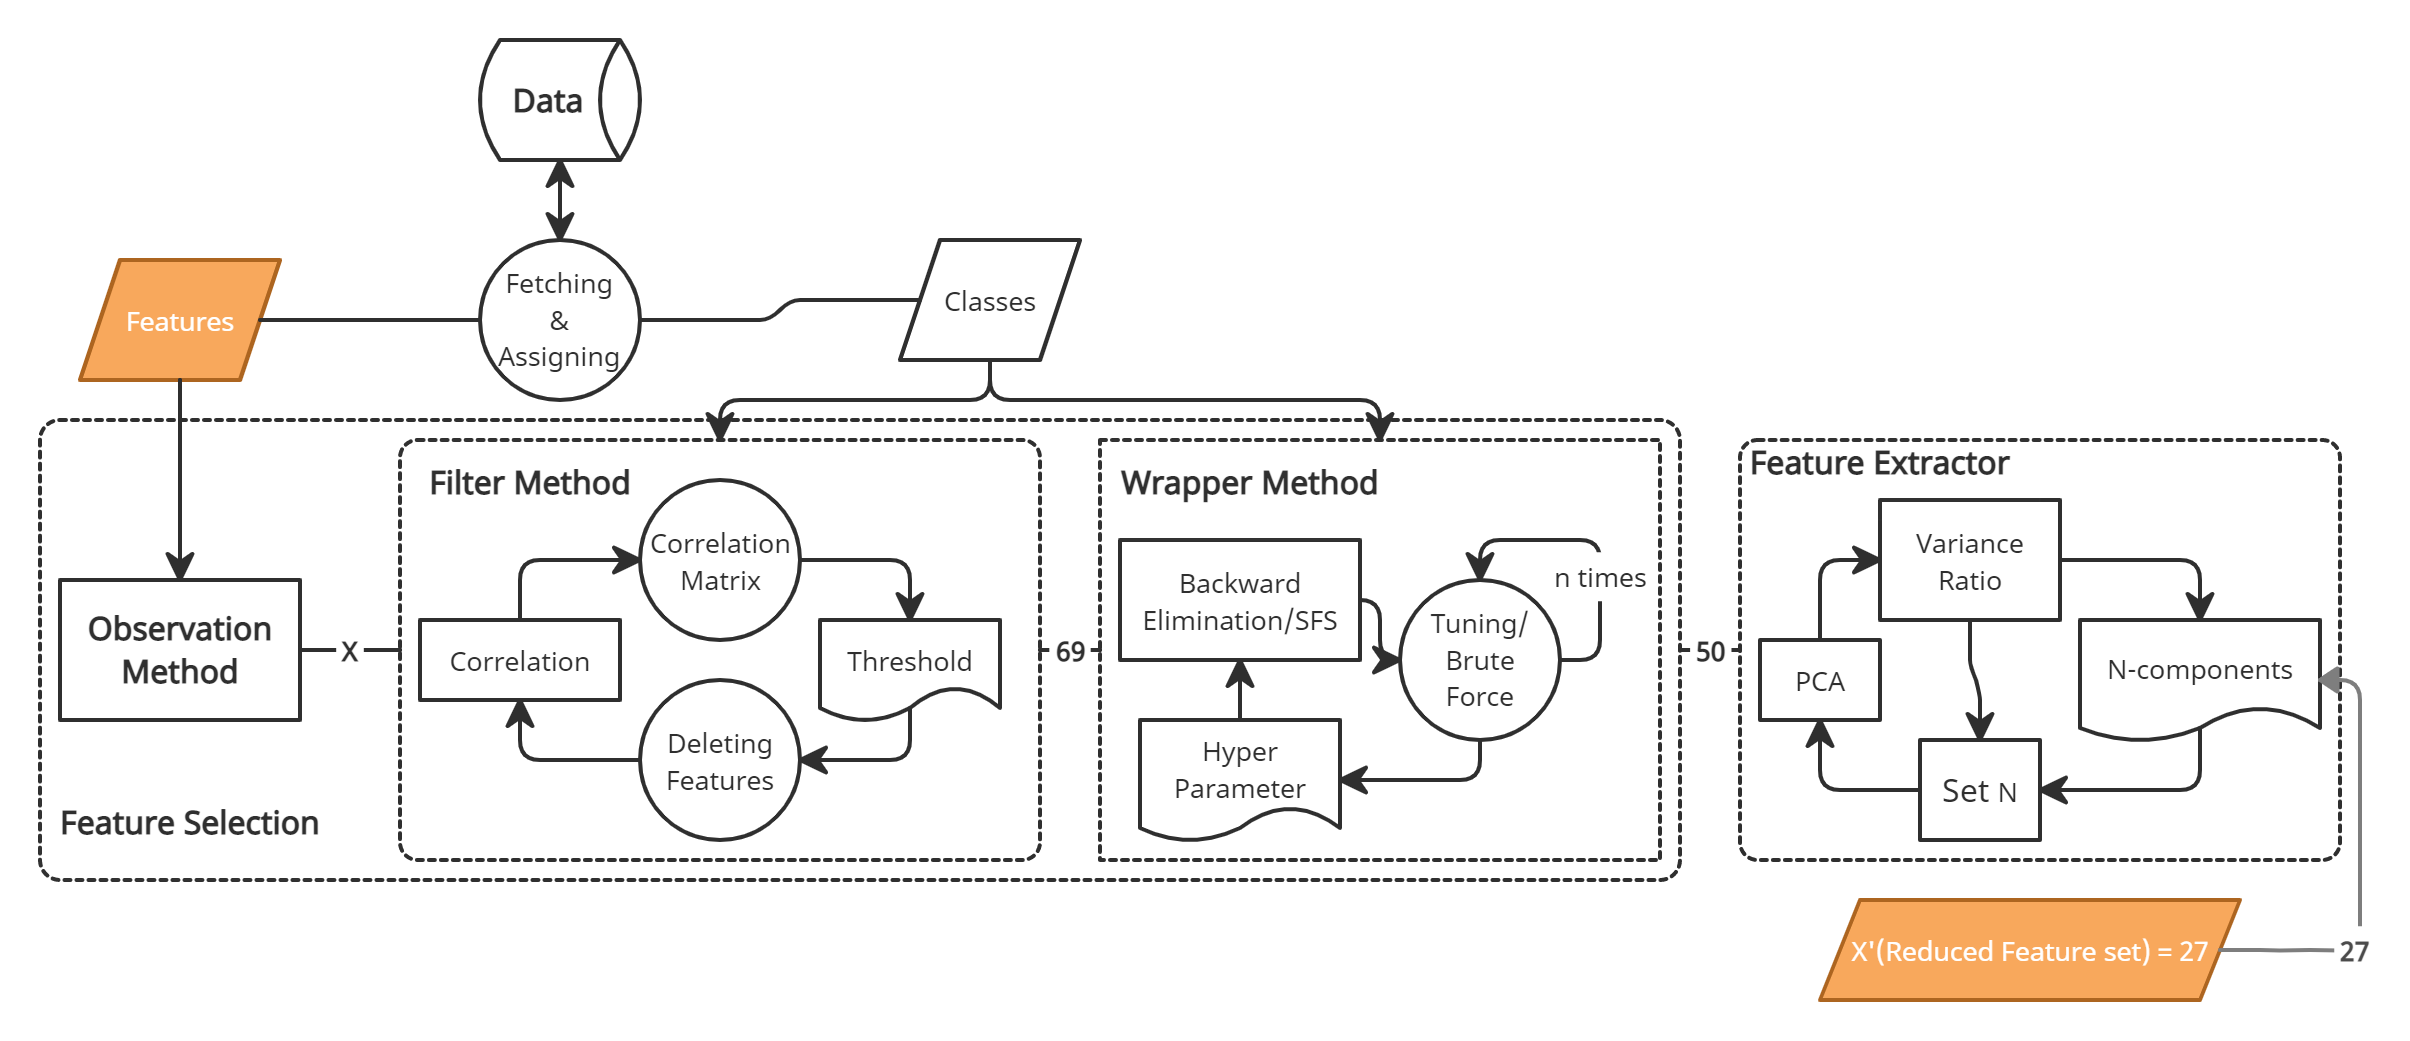 Data
Fetching
&
Assigning
Features
Classes
Filter Method
Wrapper Method
Feature Extractor
Correlation
Matrix
Variance
Ratio
Backward
Elimination/SFS
n times
Tuning/
Brute
Force
Observation
Method
X
Correlation
Threshold
69
50
PCA
N-components
Deleting
Features
Hyper
Parameter
Set N
Feature Selection
X'(Reduced Feature set) = 27
27